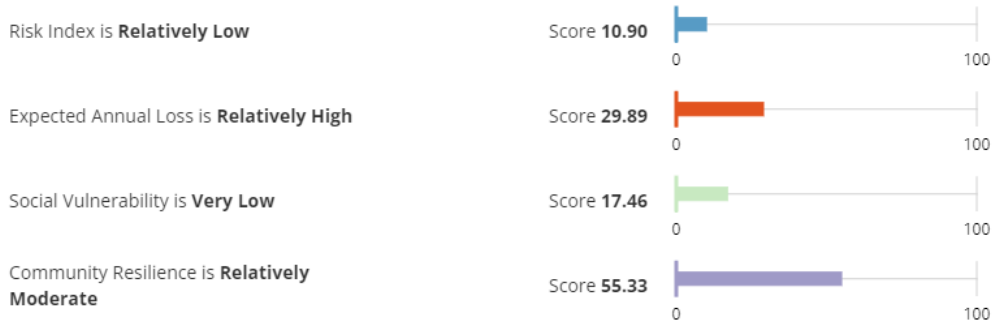 Risk Index is Relatively Low
Score 10.90
0
100
Expected Annual Loss is Relatively High
Score 29.89
0
100
Social Vulnerability is Very Low
Score 17.46
0
100
Community Resilience is Relatively
Moderate
Score 55.33
0
100